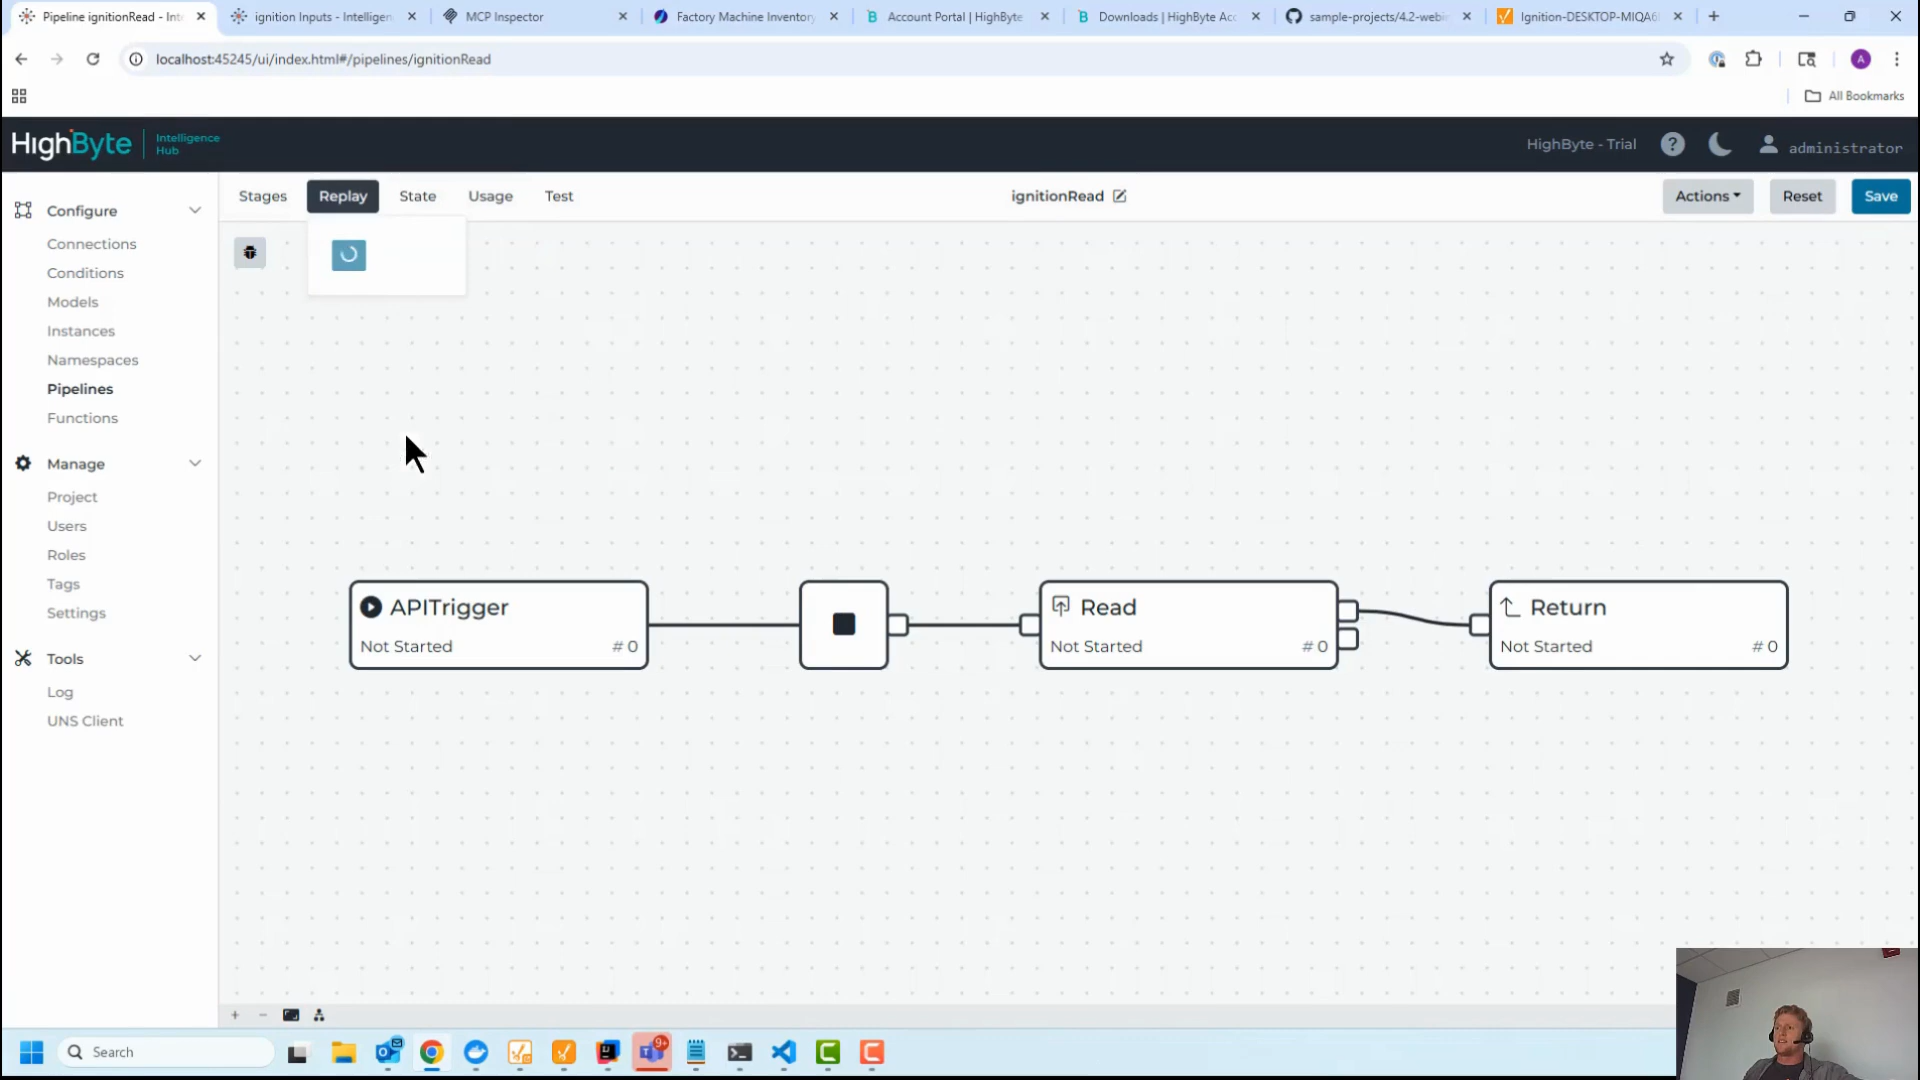 Pipeline ignitionRead - Inte
ignition Inputs - Intelligen
MCP Inspector
Factory Machine Inventory
Account Portal | HighByte
Downloads | HighByte Acc
sample-projects/4.2-webin
Ignition-DESKTOP-MIQA6
localhost:45245/ui/index.html#/pipelines/ignitionRead
A
All Bookmarks
HighByte
Intelligence
Hub
HighByte - Trial
?
administrator
Configure
Connections
Conditions
Models
Instances
Namespaces
Pipelines
Functions
Manage
Project
Users
Roles
Tags
Settings
Tools
Log
UNS Client
Stages
Replay
State
Usage
Test
ignitionRead
Actions
Reset
Save
APITrigger
Not Started
# 0
Read
Not Started
# 0
Return
Not Started
# 0
Search
9+